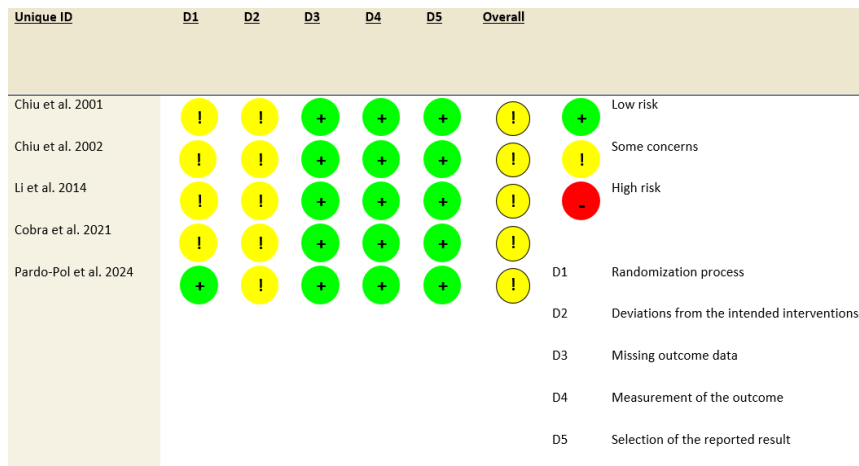 Unique ID D1 D2 D3 D4 D5 Overall
Chiu et al. 2001 ! ! + + + ! + Low risk
Chiu et al. 2002 ! ! + + + ! ! Some concerns
Li et al. 2014 ! ! + + + ! - High risk
Cobra et al. 2021 ! ! + + + !
Pardo-Pol et al. 2024 + ! + + + ! D1 Randomization process
D2 Deviations from the intended interventions
D3 Missing outcome data
D4 Measurement of the outcome
D5 Selection of the reported result